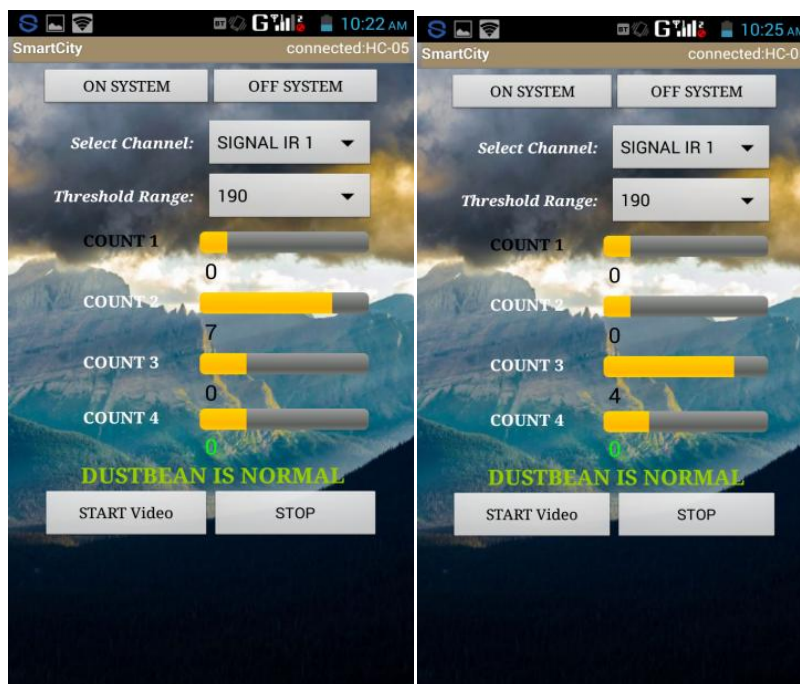 10:22 AM
SmartCity connected:HC-05
ON SYSTEM OFF SYSTEM
Select Channel: SIGNAL IR 1
Threshold Range: 190
COUNT 1
0
COUNT 2
7
COUNT 3
0
COUNT 4
0
DUSTBEAN IS NORMAL
START Video STOP
10:25 AM
SmartCity connected:HC-0
ON SYSTEM OFF SYSTEM
Select Channel: SIGNAL IR 1
Threshold Range: 190
COUNT 1
0
COUNT 2
0
COUNT 3
4
COUNT 4
0
DUSTBEAN IS NORMAL
START Video STOP